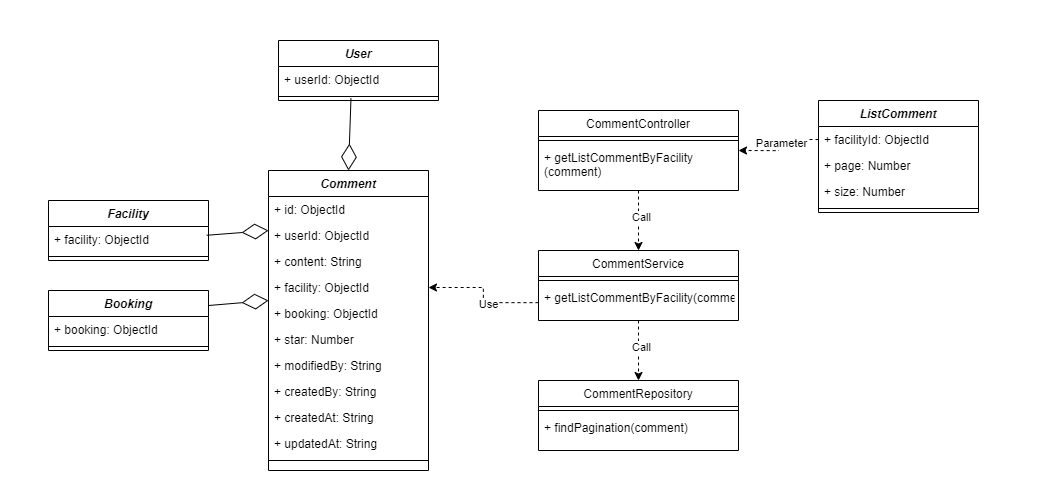 User
+ userId: ObjectId
Comment
+ id: ObjectId
+ userId: ObjectId
+ content: String
+ facility: ObjectId
+ booking: ObjectId
+ star: Number
+ modifiedBy: String
+ createdBy: String
+ createdAt: String
+ updatedAt: String
Facility
+ facility: ObjectId
Booking
+ booking: ObjectId
CommentController
+ getListCommentByFacility
(comment)
Parameter
ListComment
+ facilityId: ObjectId
+ page: Number
+ size: Number
Call
CommentService
+ getListCommentByFacility(comme
Use
Call
CommentRepository
+ findPagination(comment)